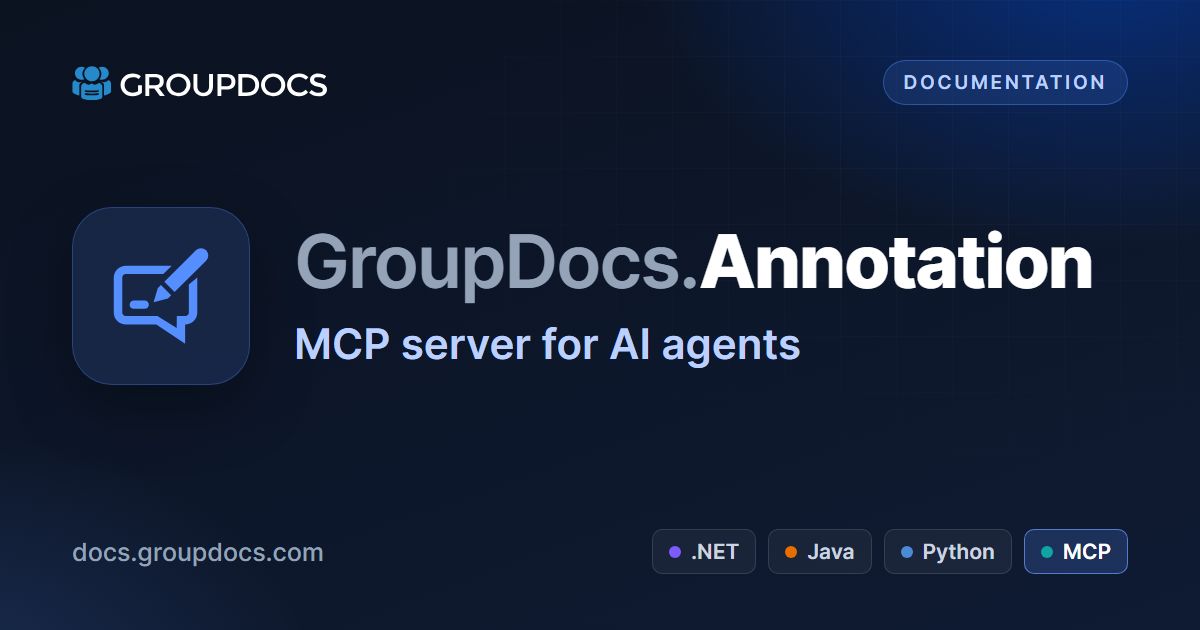 GROUPDOCS
DOCUMENTATION
GroupDocs.Annotation
MCP server for AI agents
docs.groupdocs.com
.NET
Java
Python
MCP